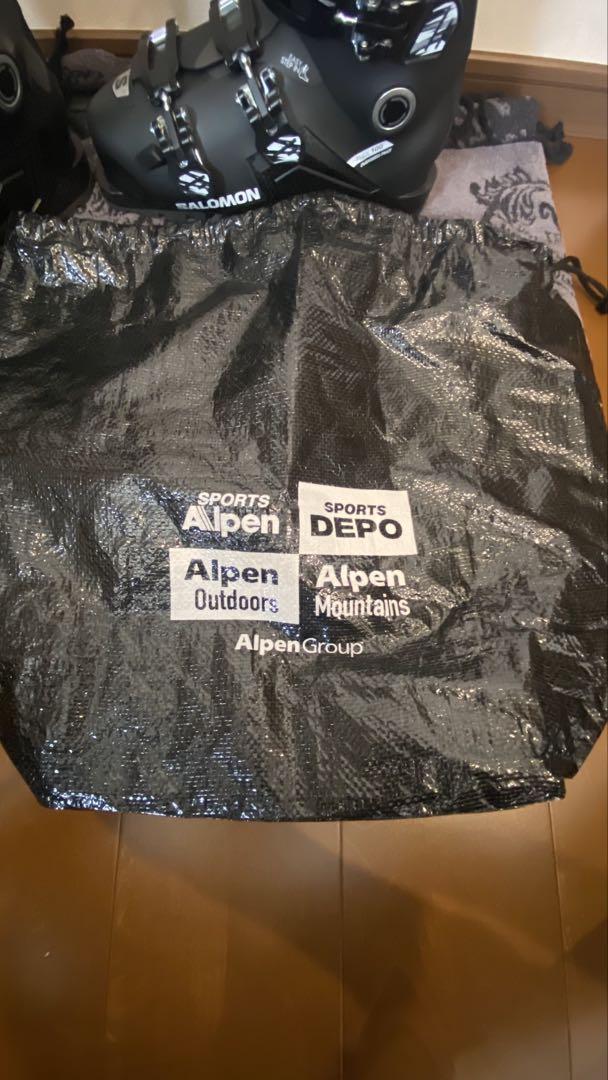 SALOMON
SPORTS
Alpen
SPORTS
DEPO
Alpen
Outdoors
Alpen
Mountains
AlpenGroup